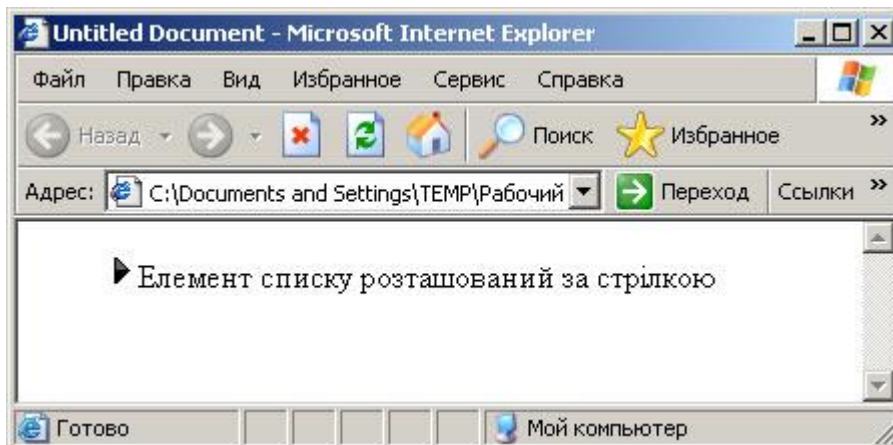 Untitled Document - Microsoft Internet Explorer
Файл Правка Вид Избранное Сервис Справка
Назад Поиск Избранное »
Адрес: C:\Documents and Settings\TEMP\Рабочий Переход Ссылки »
Елемент списку розташований за стрілкою
Готово Мой компьютер